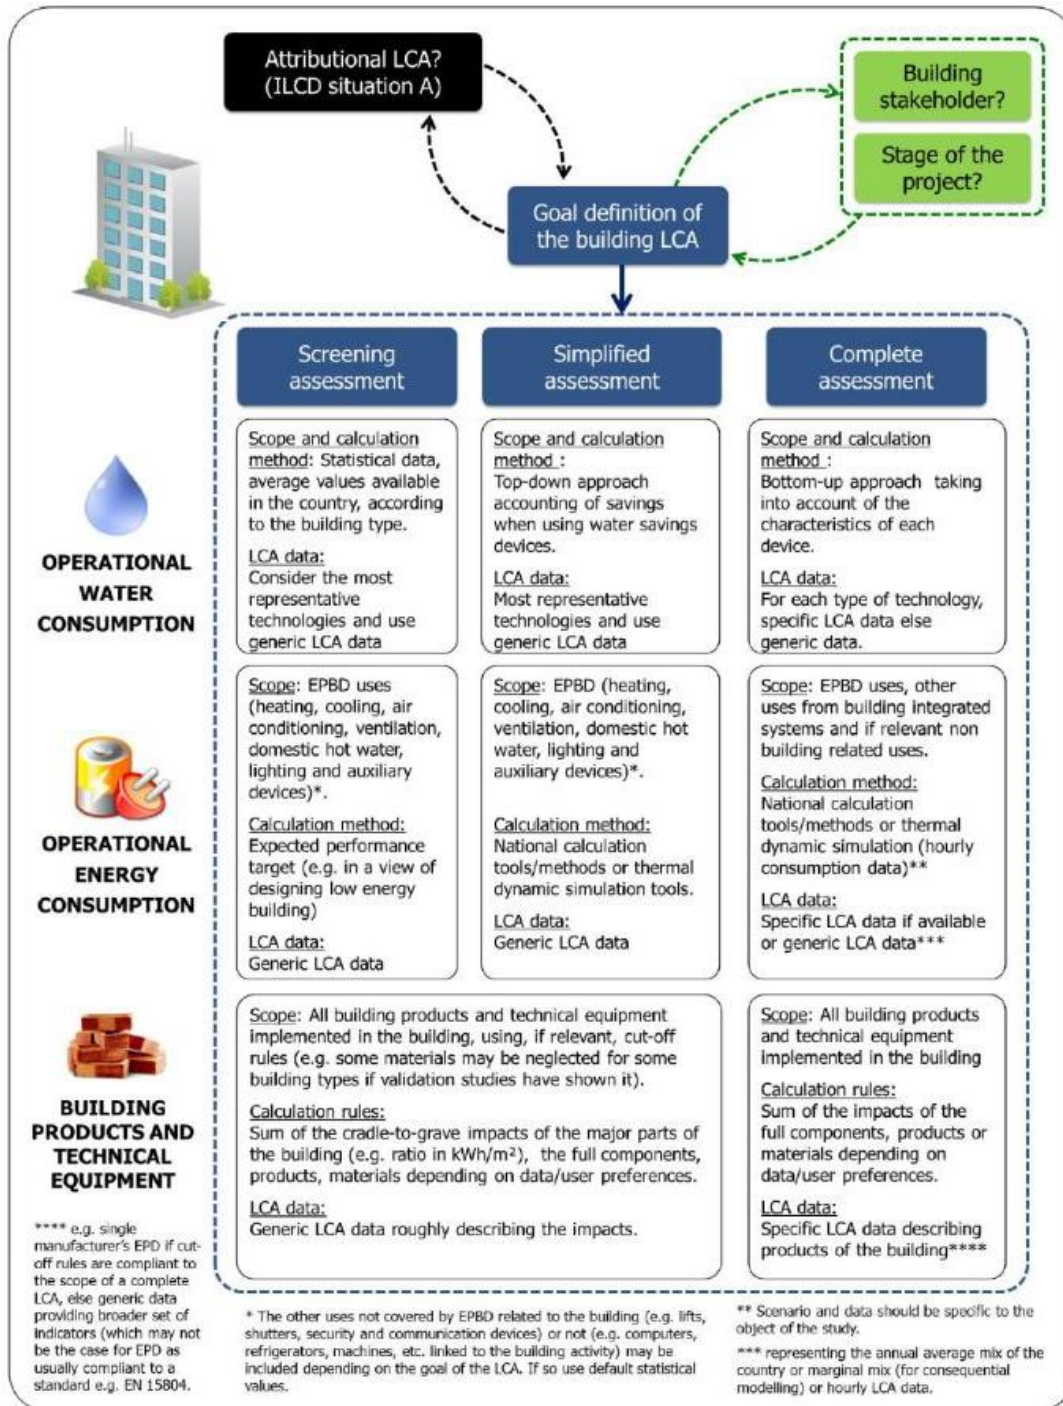 Attributional LCA?
(ILCD situation A)
Building
stakeholder?
Stage of the
project?
Goal definition of
the building LCA
Screening
assessment
Simplified
assessment
Complete
assessment
OPERATIONAL
WATER
CONSUMPTION
Scope and calculation
method: Statistical data,
average values available
in the country, according
to the building type.
LCA data:
Consider the most
representative
technologies and use
generic LCA data
Scope and calculation
method :
Top-down approach
accounting of savings
when using water savings
devices.
LCA data:
Most representative
technologies and use
generic LCA data
Scope and calculation
method :
Bottom-up approach taking
into account of the
characteristics of each
device.
LCA data:
For each type of technology,
specific LCA data else
generic data.
OPERATIONAL
ENERGY
CONSUMPTION
Scope: EPBD uses
(heating, cooling, air
conditioning, ventilation,
domestic hot water,
lighting and auxiliary
devices)*.
Calculation method:
Expected performance
target (e.g. in a view of
designing low energy
building)
LCA data:
Generic LCA data
Scope: EPBD (heating,
cooling, air conditioning,
ventilation, domestic hot
water, lighting and
auxiliary devices)*.
Calculation method:
National calculation
tools/methods or thermal
dynamic simulation tools.
LCA data:
Generic LCA data
Scope: EPBD uses, other
uses from building integrated
systems and if relevant non
building related uses.
Calculation method:
National calculation
tools/methods or thermal
dynamic simulation (hourly
consumption data)**
LCA data:
Specific LCA data if available
or generic LCA data***
BUILDING
PRODUCTS AND
TECHNICAL
EQUIPMENT
Scope: All building products and technical equipment
implemented in the building, using, if relevant, cut-off
rules (e.g. some materials may be neglected for some
building types if validation studies have shown it).
Calculation rules:
Sum of the cradle-to-grave impacts of the major parts of
the building (e.g. ratio in kWh/m²), the full components,
products, materials depending on data/user preferences.
LCA data:
Generic LCA data roughly describing the impacts.
Scope: All building products
and technical equipment
implemented in the building
Calculation rules:
Sum of the impacts of the
full components, products or
materials depending on
data/user preferences.
LCA data:
Specific LCA data describing
products of the building****
**** e.g. single
manufacturer's EPD if cut-
off rules are compliant to
the scope of a complete
LCA, else generic data
providing broader set of
indicators (which may not
be the case for EPD as
usually compliant to a
standard e.g. EN 15804.
* The other uses not covered by EPBD related to the building (e.g. lifts,
shutters, security and communication devices) or not (e.g. computers,
refrigerators, machines, etc. linked to the building activity) may be
included depending on the goal of the LCA. If so use default statistical
values.
** Scenario and data should be specific to the
object of the study.
*** representing the annual average mix of the
country or marginal mix (for consequential
modelling) or hourly LCA data.